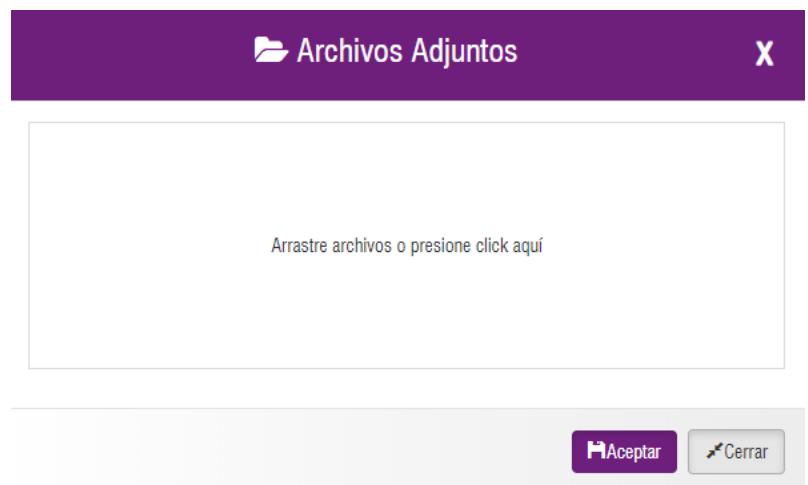 Archivos Adjuntos X
Arrastre archivos o presione click aquí
Aceptar Cerrar